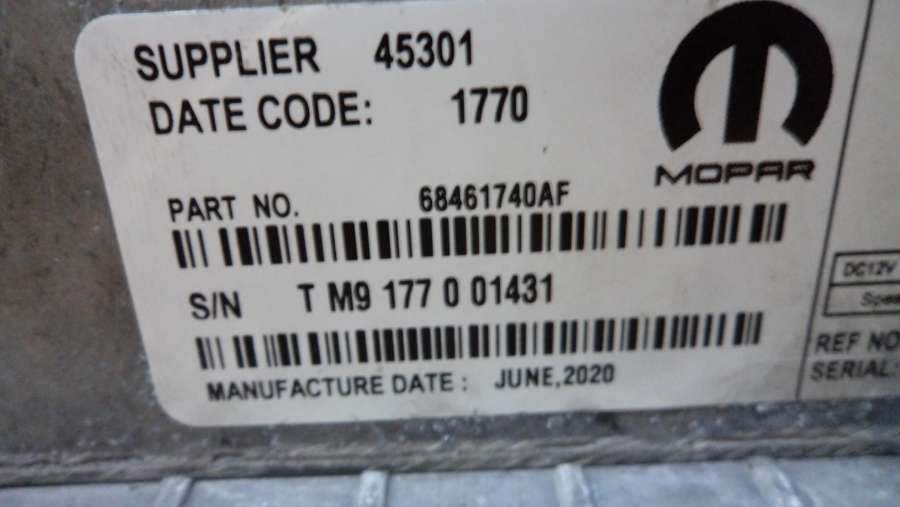 SUPPLIER 45301
DATE CODE: 1770
MOPAR
PART NO. 68461740AF
S/N T M9 177 0 01431
MANUFACTURE DATE : JUNE,2020
DC12V
REF NO
SERIAL: